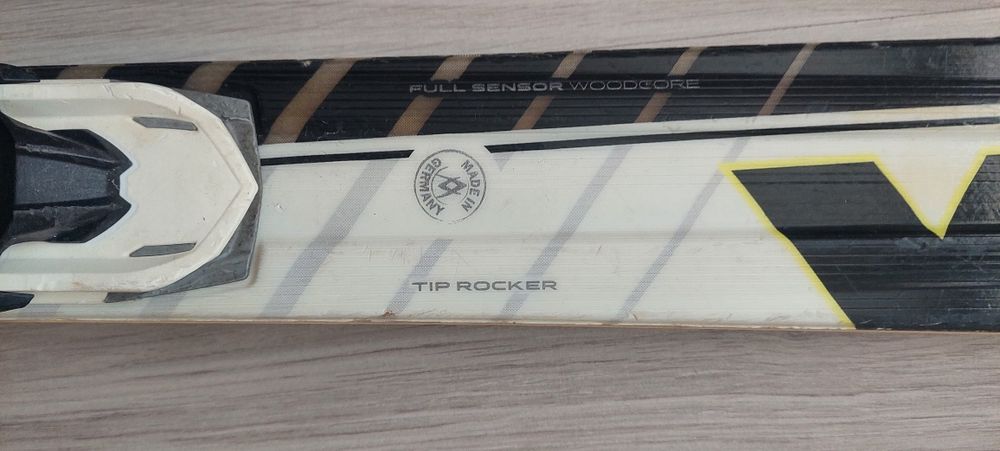 FULL SENSOR WOODCORE
MADE IN
GERMANY
TIP ROCKER